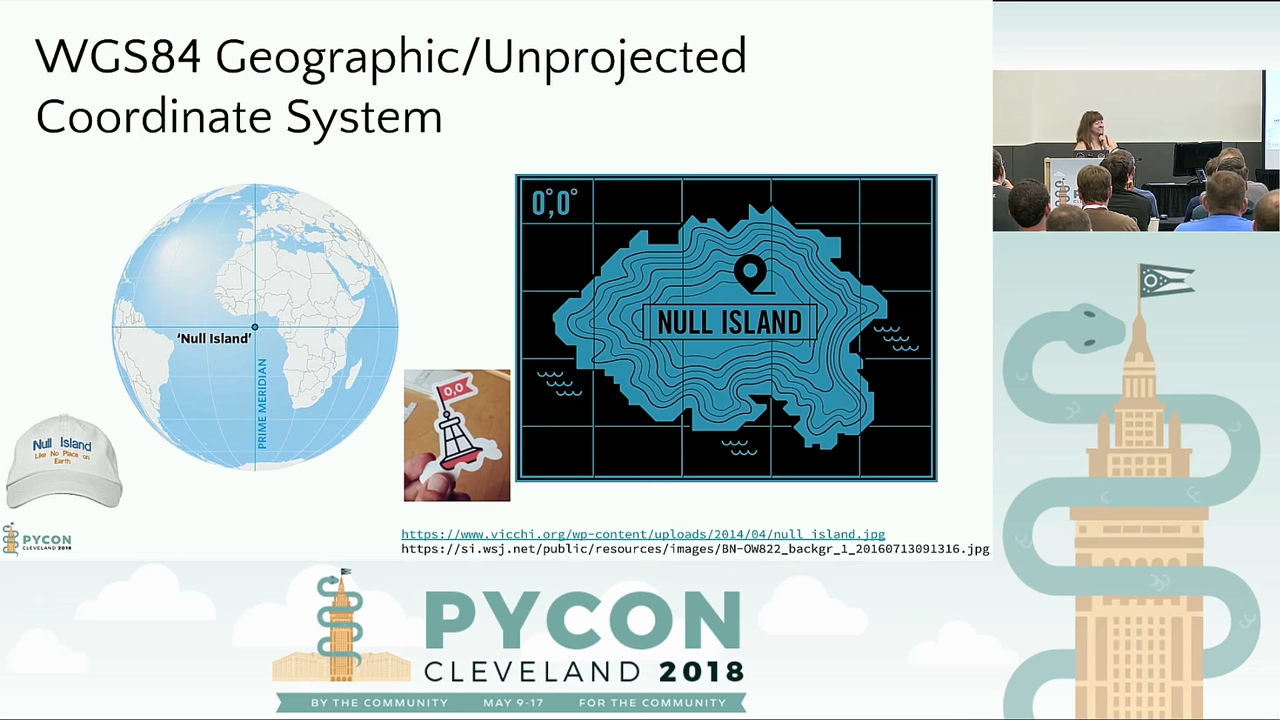 WGS84 Geographic/Unprojected
Coordinate System
'Null Island'
PRIME MERIDIAN
Null Island
Like No Place on
Earth
0,0
0°,0°
NULL ISLAND
https://www.vicchi.org/wp-content/uploads/2014/04/null_island.jpg
https://si.wsj.net/public/resources/images/BN-OW822_backgr_1_20160713091316.jpg
PYCON
CLEVELAND 2018
PYCON
CLEVELAND 2018
BY THE COMMUNITY MAY 9-17 FOR THE COMMUNITY